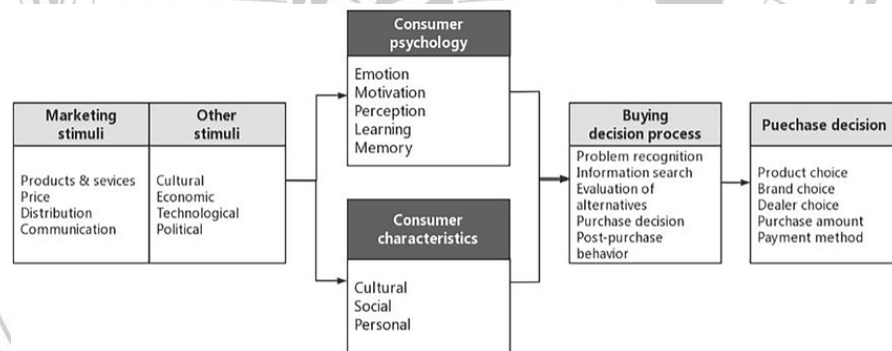 Marketing
stimuli
Products & sevices
Price
Distribution
Communication
Other
stimuli
Cultural
Economic
Technological
Political
Consumer
psychology
Emotion
Motivation
Perception
Learning
Memory
Consumer
characteristics
Cultural
Social
Personal
Buying
decision process
Problem recognition
Information search
Evaluation of
alternatives
Purchase decision
Post-purchase
behavior
Puechase decision
Product choice
Brand choice
Dealer choice
Purchase amount
Payment method